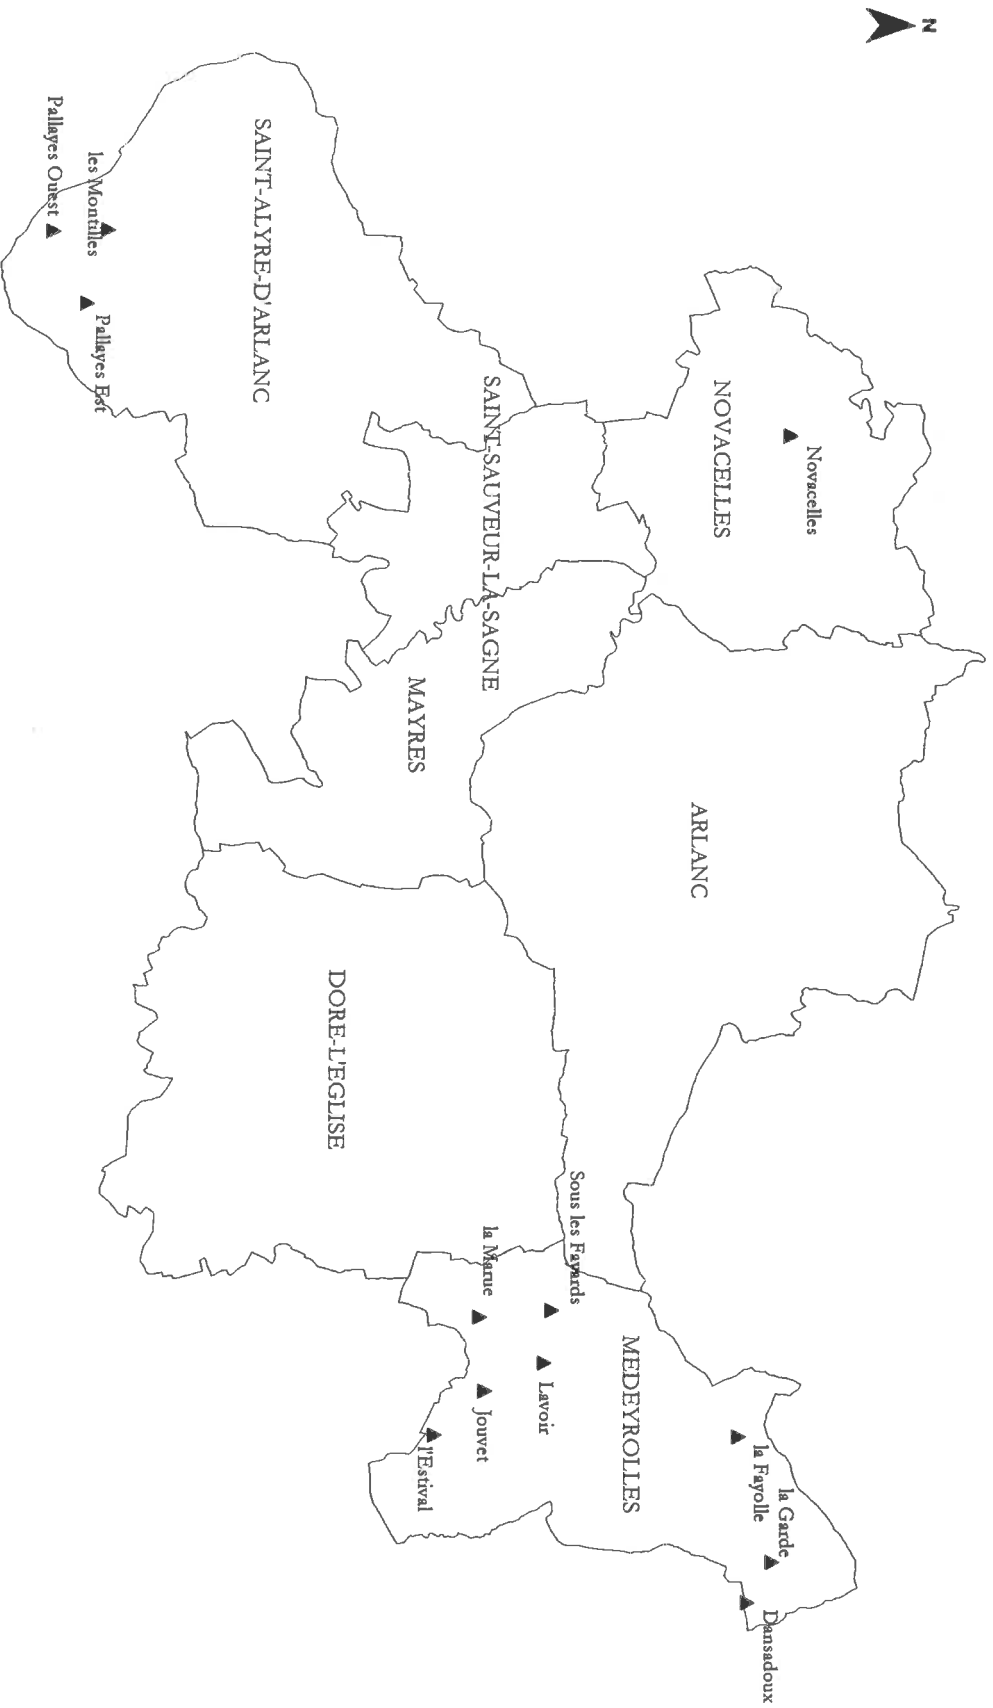 N
NOVACELLES
Novacelles
SAINT-ALYRE-D'ARLANC
les Montilles
Pallayes Ouest
Pallayes Est
SAINT-SAUVEUR-LA-SAGNE
MAYRES
ARLANC
DORE-L'EGLISE
Sous les Fayards
la Marue
MEDEYROLLES
Lavoir
Jouvet
l'Estival
la Fayolle
la Garde
Dansadoux